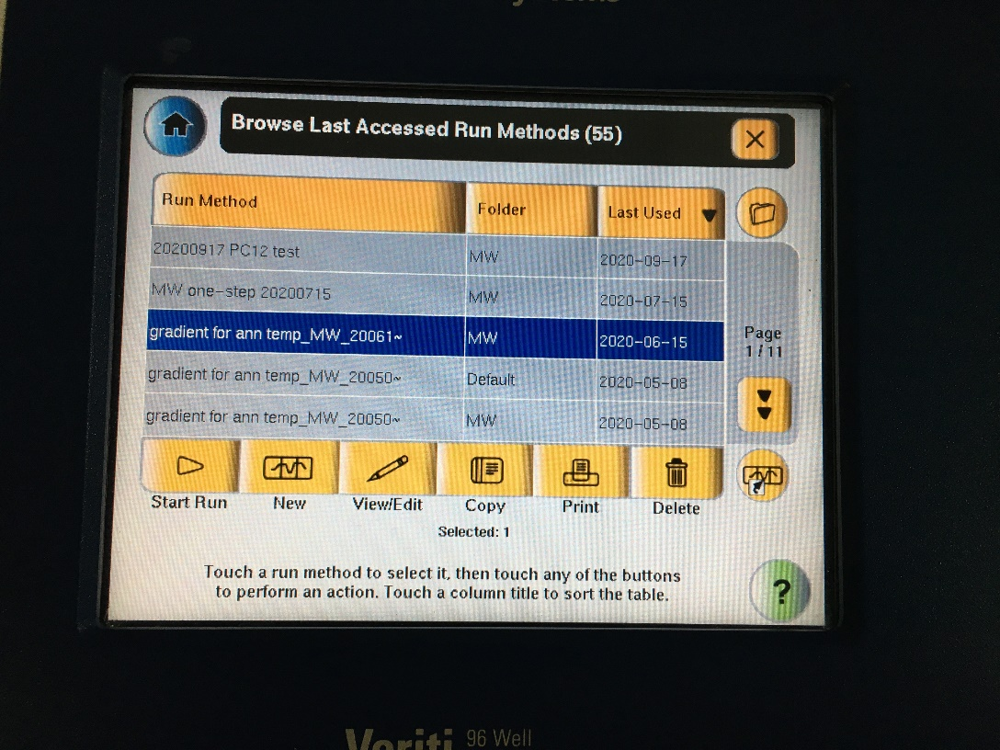 Browse Last Accessed Run Methods (55)
Run Method Folder Last Used
20200917 PC12 test MW 2020-09-17
MW one-step 20200715 MW 2020-07-15
gradient for ann temp_MW_20061~ MW 2020-06-15
gradient for ann temp_MW_20050~ Default 2020-05-08
gradient for ann temp_MW_20050~ MW 2020-05-08
Page
1/11
Start Run New View/Edit Copy Print Delete
Selected: 1
Touch a run method to select it, then touch any of the buttons
to perform an action. Touch a column title to sort the table.
?
Veriti 96 Well